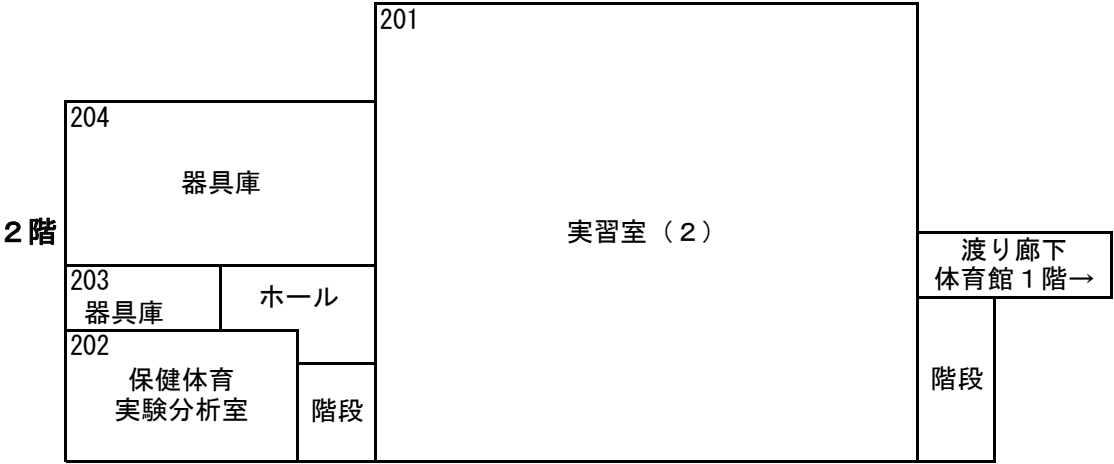 ２階
204
器具庫
203
器具庫
ホール
202
保健体育
実験分析室
階段
201
実習室（２）
渡り廊下
体育館１階→
階段